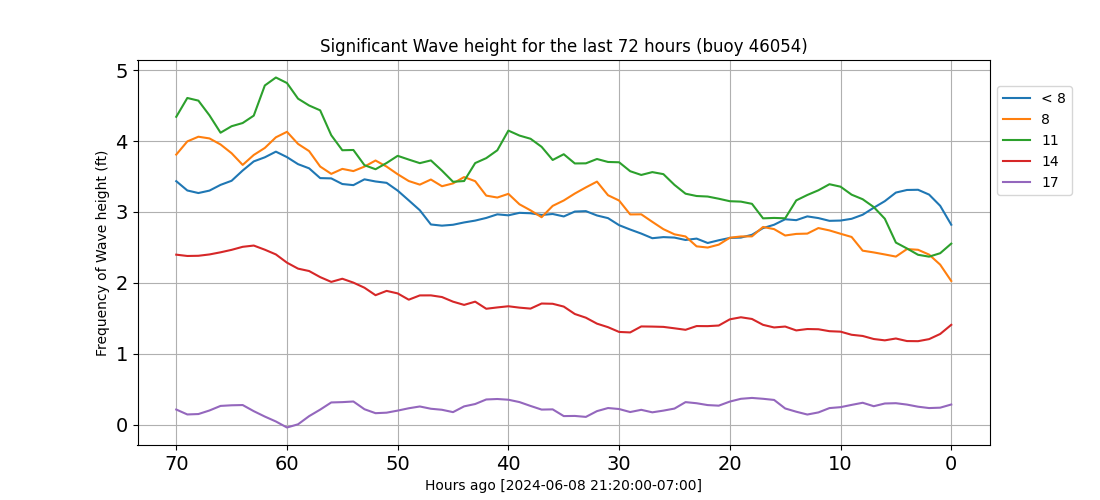 Significant Wave height for the last 72 hours (buoy 46054)
Frequency of Wave height (ft)
5
4
3
2
1
0
70 60 50 40 30 20 10 0
Hours ago [2024-06-08 21:20:00-07:00]
< 8
8
11
14
17